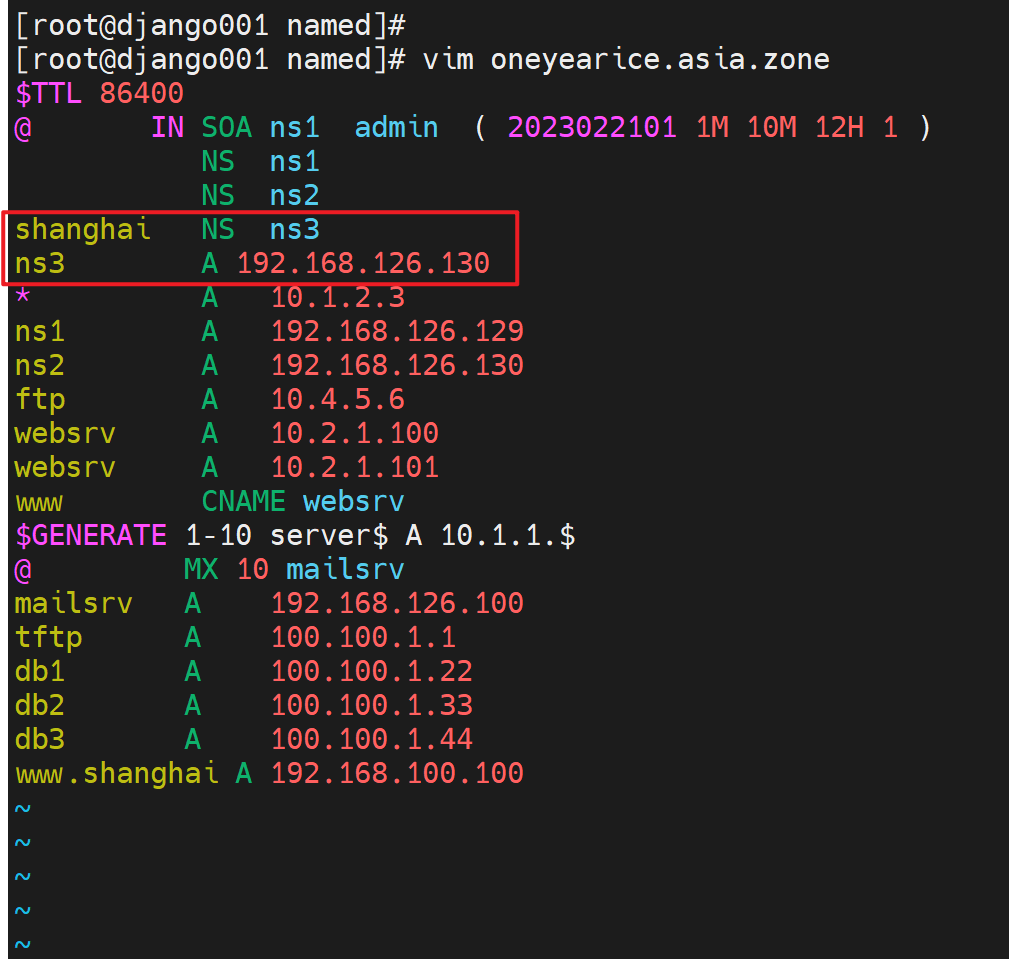 [root@django001 named]#
[root@django001 named]# vim oneyearice.asia.zone
$TTL 86400
@       IN SOA ns1  admin  ( 2023022101 1M 10M 12H 1 )
           NS  ns1
           NS  ns2
shanghai   NS  ns3
ns3        A 192.168.126.130
*          A   10.1.2.3
ns1        A   192.168.126.129
ns2        A   192.168.126.130
ftp        A   10.4.5.6
websrv     A   10.2.1.100
websrv     A   10.2.1.101
www        CNAME websrv
$GENERATE 1-10 server$ A 10.1.1.$
@         MX 10 mailsrv
mailsrv   A    192.168.126.100
tftp      A    100.100.1.1
db1       A    100.100.1.22
db2       A    100.100.1.33
db3       A    100.100.1.44
www.shanghai A 192.168.100.100
~
~
~
~
~